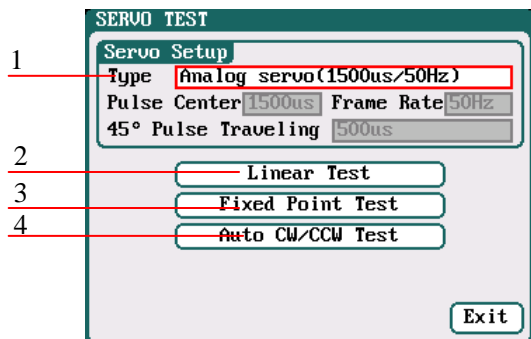 SERVO TEST
Servo Setup
1
Type Analog servo(1500us/50Hz)
Pulse Center 1500us Frame Rate 50Hz
45° Pulse Traveling 500us
2
Linear Test
3
Fixed Point Test
4
Auto CW/CCW Test
Exit